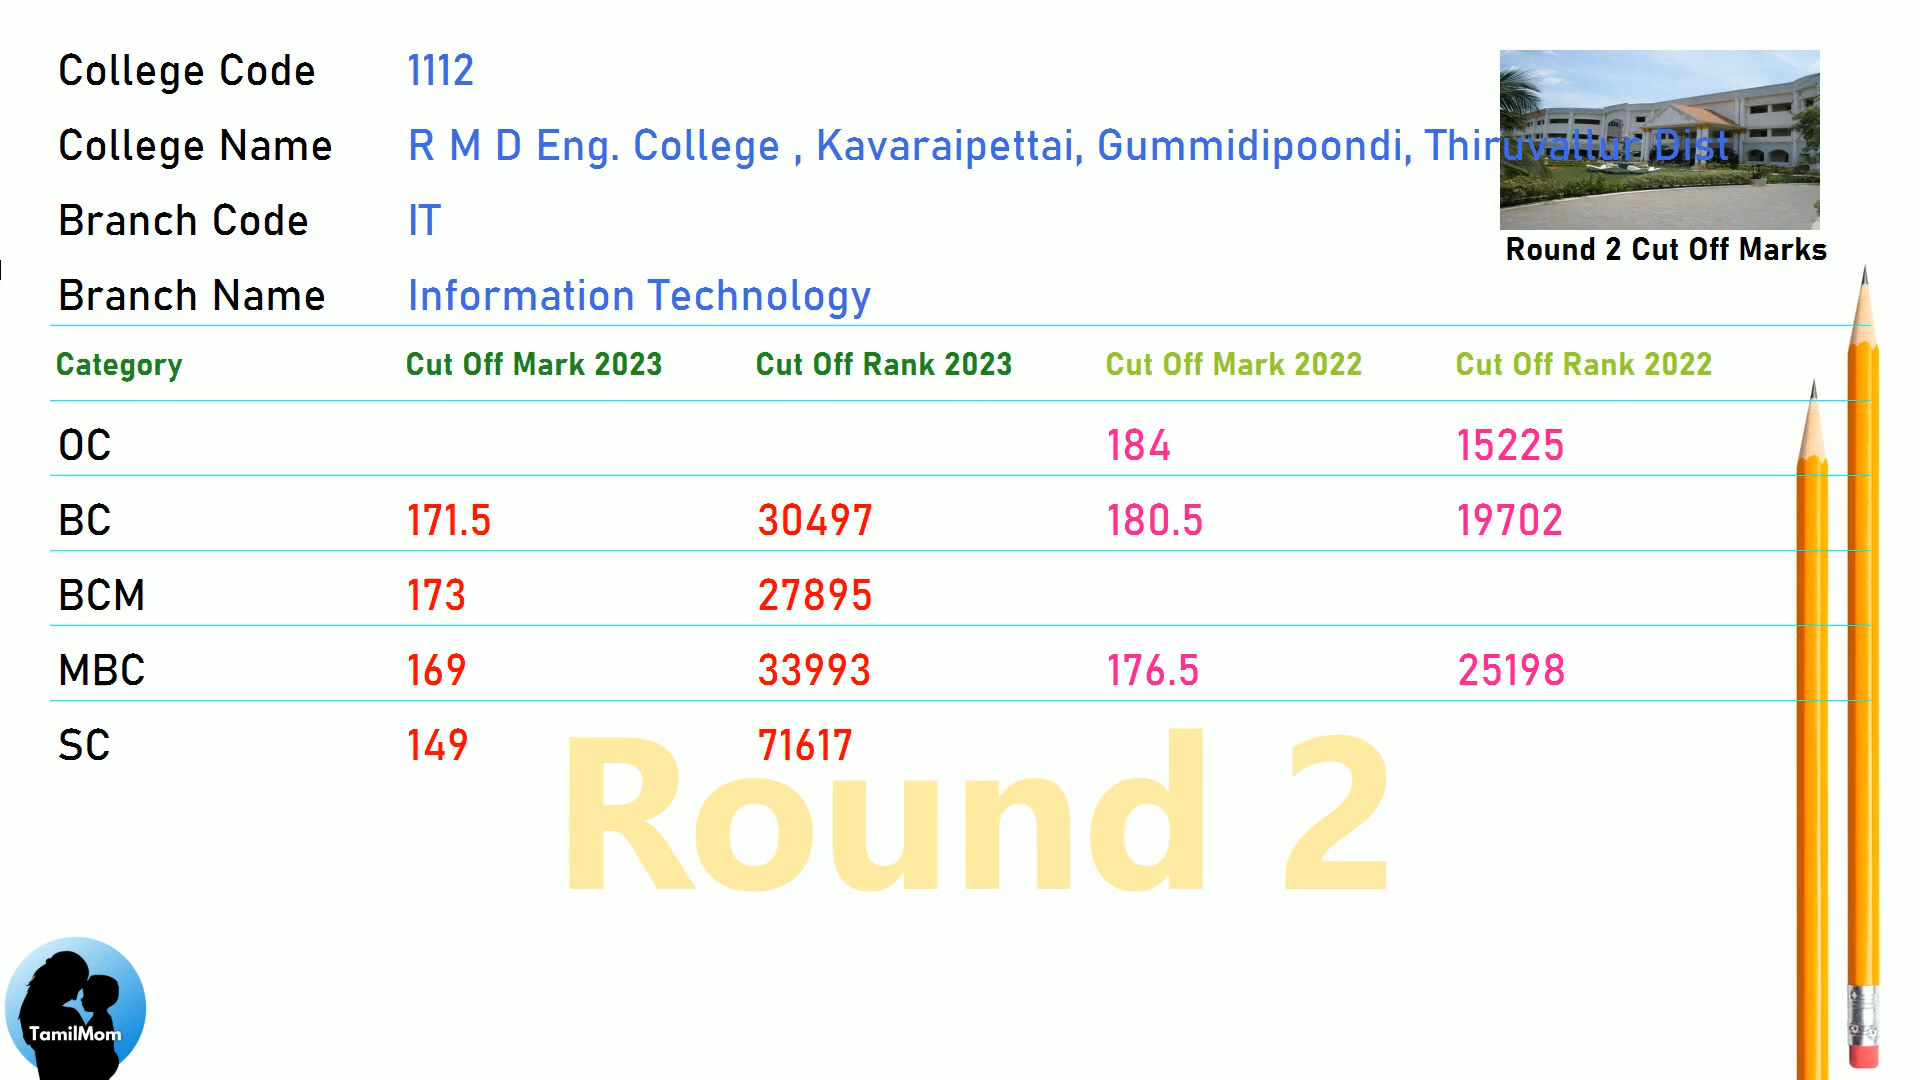 College Code 1112
College Name R M D Eng. College , Kavaraipettai, Gummidipoondi, Thiruvallur Dist
Branch Code IT
Round 2 Cut Off Marks
Branch Name Information Technology
Category Cut Off Mark 2023 Cut Off Rank 2023 Cut Off Mark 2022 Cut Off Rank 2022
OC 184 15225
BC 171.5 30497 180.5 19702
BCM 173 27895
MBC 169 33993 176.5 25198
SC 149 71617
Round 2
TamilMom